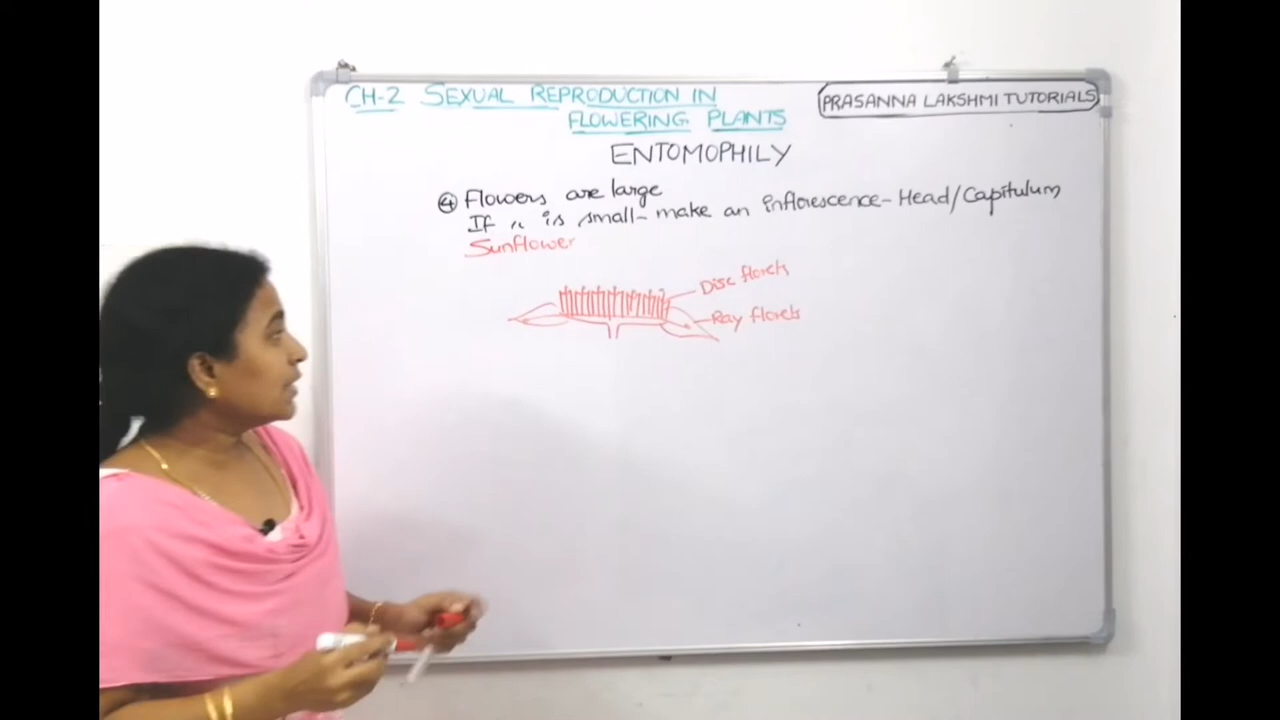 CH-2 SEXUAL REPRODUCTION IN
FLOWERING PLANTS
PRASANNA LAKSHMI TUTORIALS
ENTOMOPHILY
④ Flowers are large
If " is small - make an inflorescence - Head/Capitulum
Sunflower
Disc florets
Ray florets